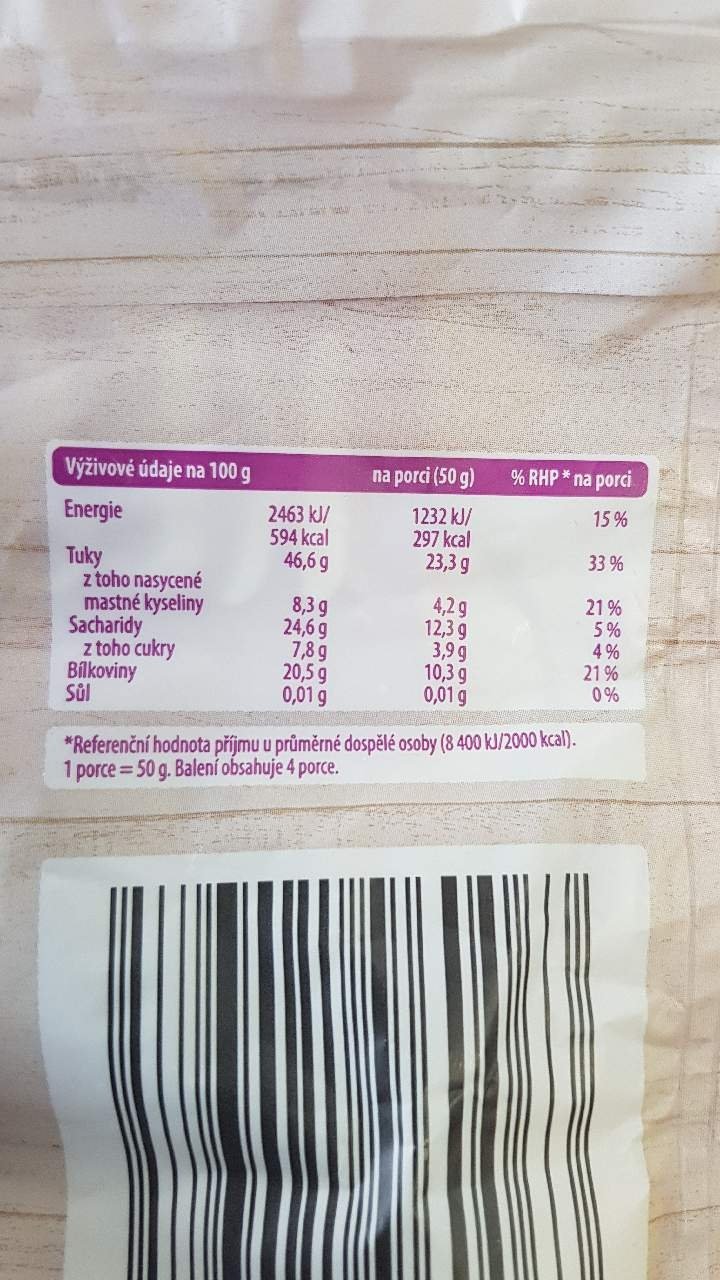 Výživové údaje na 100 g na porci (50 g) % RHP * na porci
Energie 2463 kJ/ 1232 kJ/ 15 %
594 kcal 297 kcal
Tuky 46,6 g 23,3 g 33 %
z toho nasycené
mastné kyseliny 8,3 g 4,2 g 21 %
Sacharidy 24,6 g 12,3 g 5 %
z toho cukry 7,8 g 3,9 g 4 %
Bílkoviny 20,5 g 10,3 g 21 %
Sůl 0,01 g 0,01 g 0 %
*Referenční hodnota příjmu u průměrné dospělé osoby (8 400 kJ/2000 kcal).
1 porce = 50 g. Balení obsahuje 4 porce.